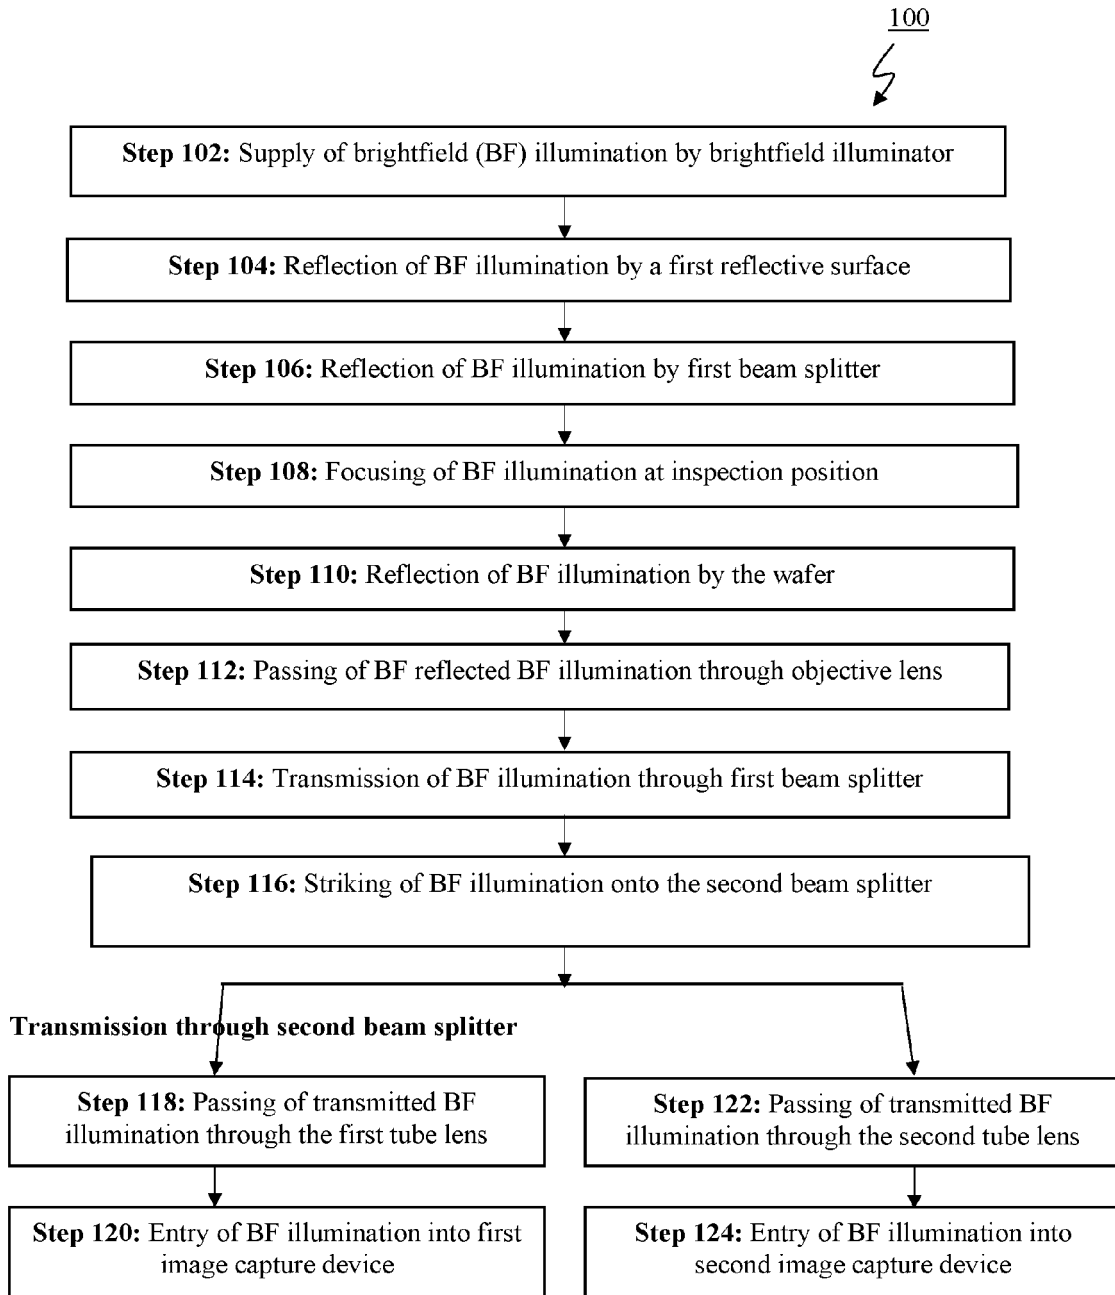 100
Step 102: Supply of brightfield (BF) illumination by brightfield illuminator
Step 104: Reflection of BF illumination by a first reflective surface
Step 106: Reflection of BF illumination by first beam splitter
Step 108: Focusing of BF illumination at inspection position
Step 110: Reflection of BF illumination by the wafer
Step 112: Passing of BF reflected BF illumination through objective lens
Step 114: Transmission of BF illumination through first beam splitter
Step 116: Striking of BF illumination onto the second beam splitter
Transmission through second beam splitter
Step 118: Passing of transmitted BF
illumination through the first tube lens
Step 122: Passing of transmitted BF
illumination through the second tube lens
Step 120: Entry of BF illumination into first
image capture device
Step 124: Entry of BF illumination into
second image capture device